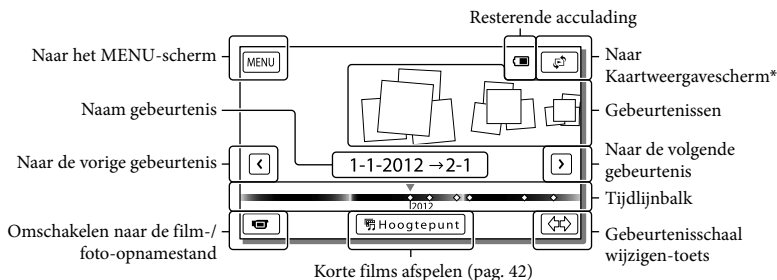 Resterende acculading
Naar het MENU-scherm
MENU
Naar
Kaartweergavescherm*
Naam gebeurtenis
Gebeurtenissen
Naar de vorige gebeurtenis
1-1-2012 →2-1
Naar de volgende
gebeurtenis
Tijdlijnbalk
2012
Omschakelen naar de film-/
foto-opnamestand
Hoogtepunt
Gebeurtenisschaal
wijzigen-toets
Korte films afspelen (pag. 42)